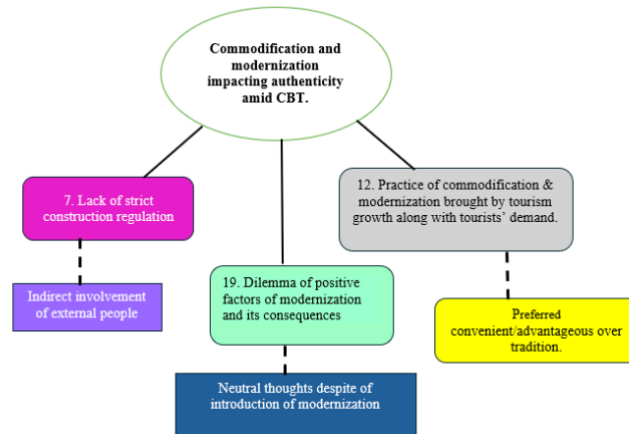 Commodification and
modernization
impacting authenticity
amid CBT.
7. Lack of strict
construction regulation
12. Practice of commodification &
modernization brought by tourism
growth along with tourists' demand.
19. Dilemma of positive
factors of modernization
and its consequences
Indirect involvement
of external people
Preferred
convenient/advantageous over
tradition.
Neutral thoughts despite of
introduction of modernization